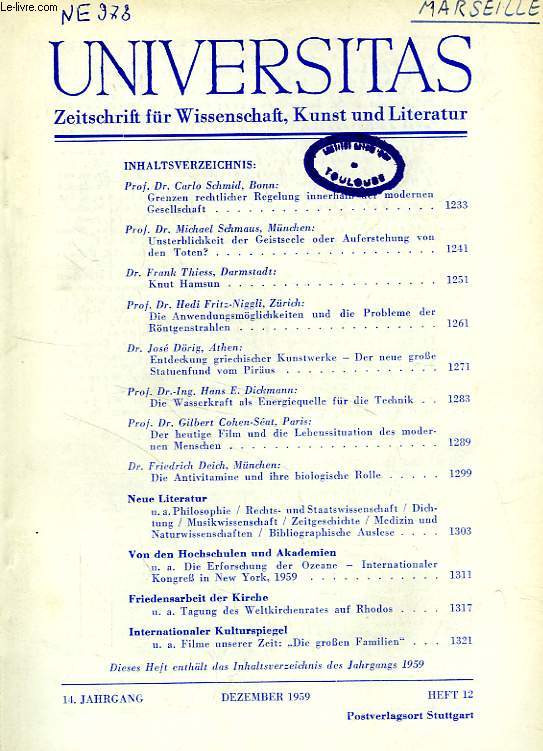 Le-livre.com
NE 978
MARSEILLE
UNIVERSITAS
Zeitschrift für Wissenschaft, Kunst und Literatur
TOULOUSE
INHALTSVERZEICHNIS:
Prof. Dr. Carlo Schmid, Bonn:
Grenzen rechtlicher Regelung innerhalb der modernen
Gesellschaft . . . . . . . . . . . . . . . . . . 1233
Prof. Dr. Michael Schmaus, München:
Unsterblichkeit der Geistseele oder Auferstehung von
den Toten? . . . . . . . . . . . . . . . . . . 1241
Dr. Frank Thiess, Darmstadt:
Knut Hamsun . . . . . . . . . . . . . . . . . 1251
Prof. Dr. Hedi Fritz-Niggli, Zürich:
Die Anwendungsmöglichkeiten und die Probleme der
Röntgenstrahlen . . . . . . . . . . . . . . . . 1261
Dr. José Dörig, Athen:
Entdeckung griechischer Kunstwerke – Der neue große
Statuenfund vom Piräus . . . . . . . . . . . . . 1271
Prof. Dr.-Ing. Hans E. Dickmann:
Die Wasserkraft als Energiequelle für die Technik . . 1283
Prof. Dr. Gilbert Cohen-Séat, Paris:
Der heutige Film und die Lebenssituation des moder-
nen Menschen . . . . . . . . . . . . . . . . . 1289
Dr. Friedrich Deich, München:
Die Antivitamine und ihre biologische Rolle . . . . . 1299
Neue Literatur
u. a. Philosophie / Rechts- und Staatswissenschaft / Dich-
tung / Musikwissenschaft / Zeitgeschichte / Medizin und
Naturwissenschaften / Bibliographische Auslese . . . . 1303
Von den Hochschulen und Akademien
u. a. Die Erforschung der Ozeane – Internationaler
Kongreß in New York, 1959 . . . . . . . . . . . 1311
Friedensarbeit der Kirche
u. a. Tagung des Weltkirchenrates auf Rhodos . . . . 1317
Internationaler Kulturspiegel
u. a. Filme unserer Zeit: „Die großen Familien“ . . . 1321
Dieses Heft enthält das Inhaltsverzeichnis des Jahrgangs 1959
14. JAHRGANG DEZEMBER 1959 HEFT 12
Postverlagsort Stuttgart